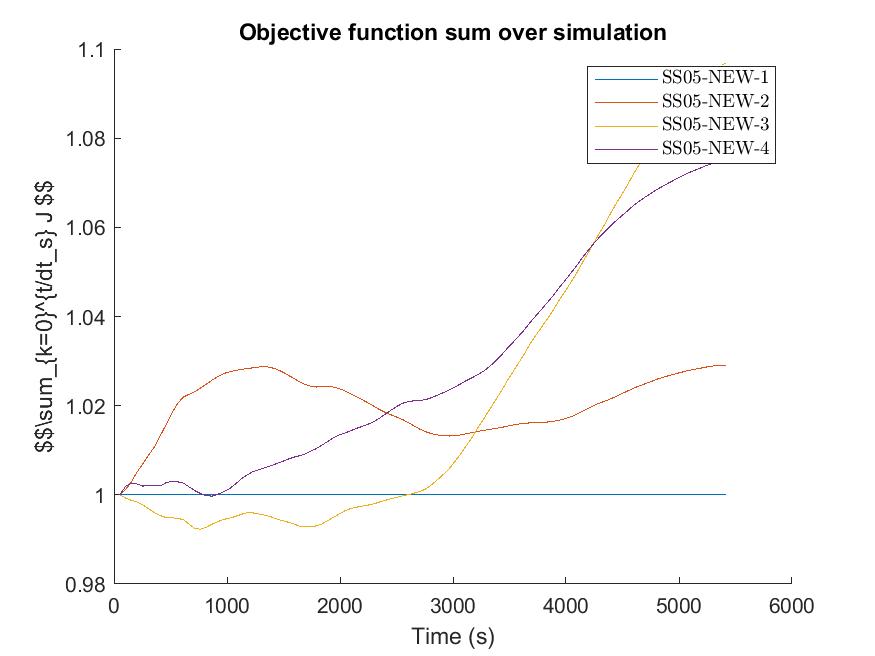 Objective function sum over simulation
1.1
1.08
1.06
1.04
1.02
1
0.98
$$\sum_{k=0}^{t/dt_s} J $$
SS05-NEW-1
SS05-NEW-2
SS05-NEW-3
SS05-NEW-4
0 1000 2000 3000 4000 5000 6000
Time (s)